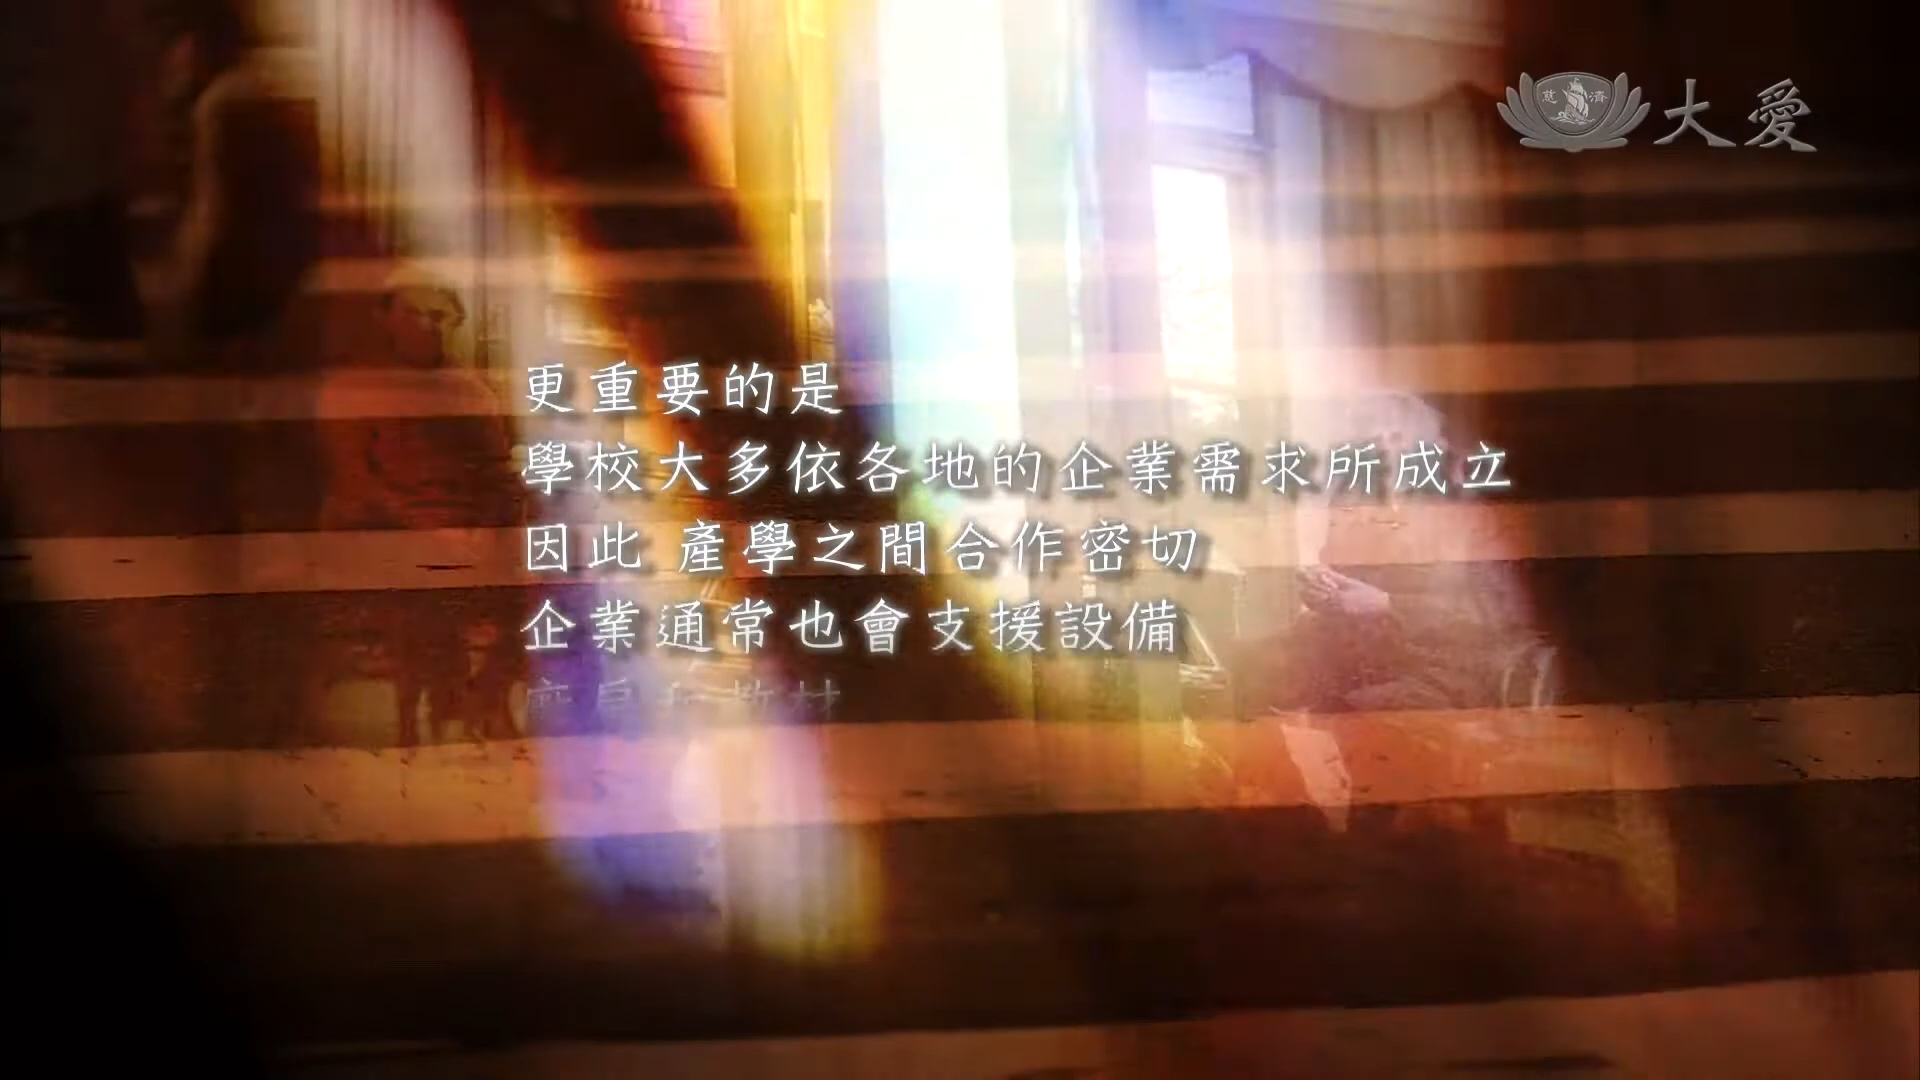 慈濟 大愛
更重要的是
學校大多依各地的企業需求所成立
因此 產學之間合作密切
企業通常也會支援設備